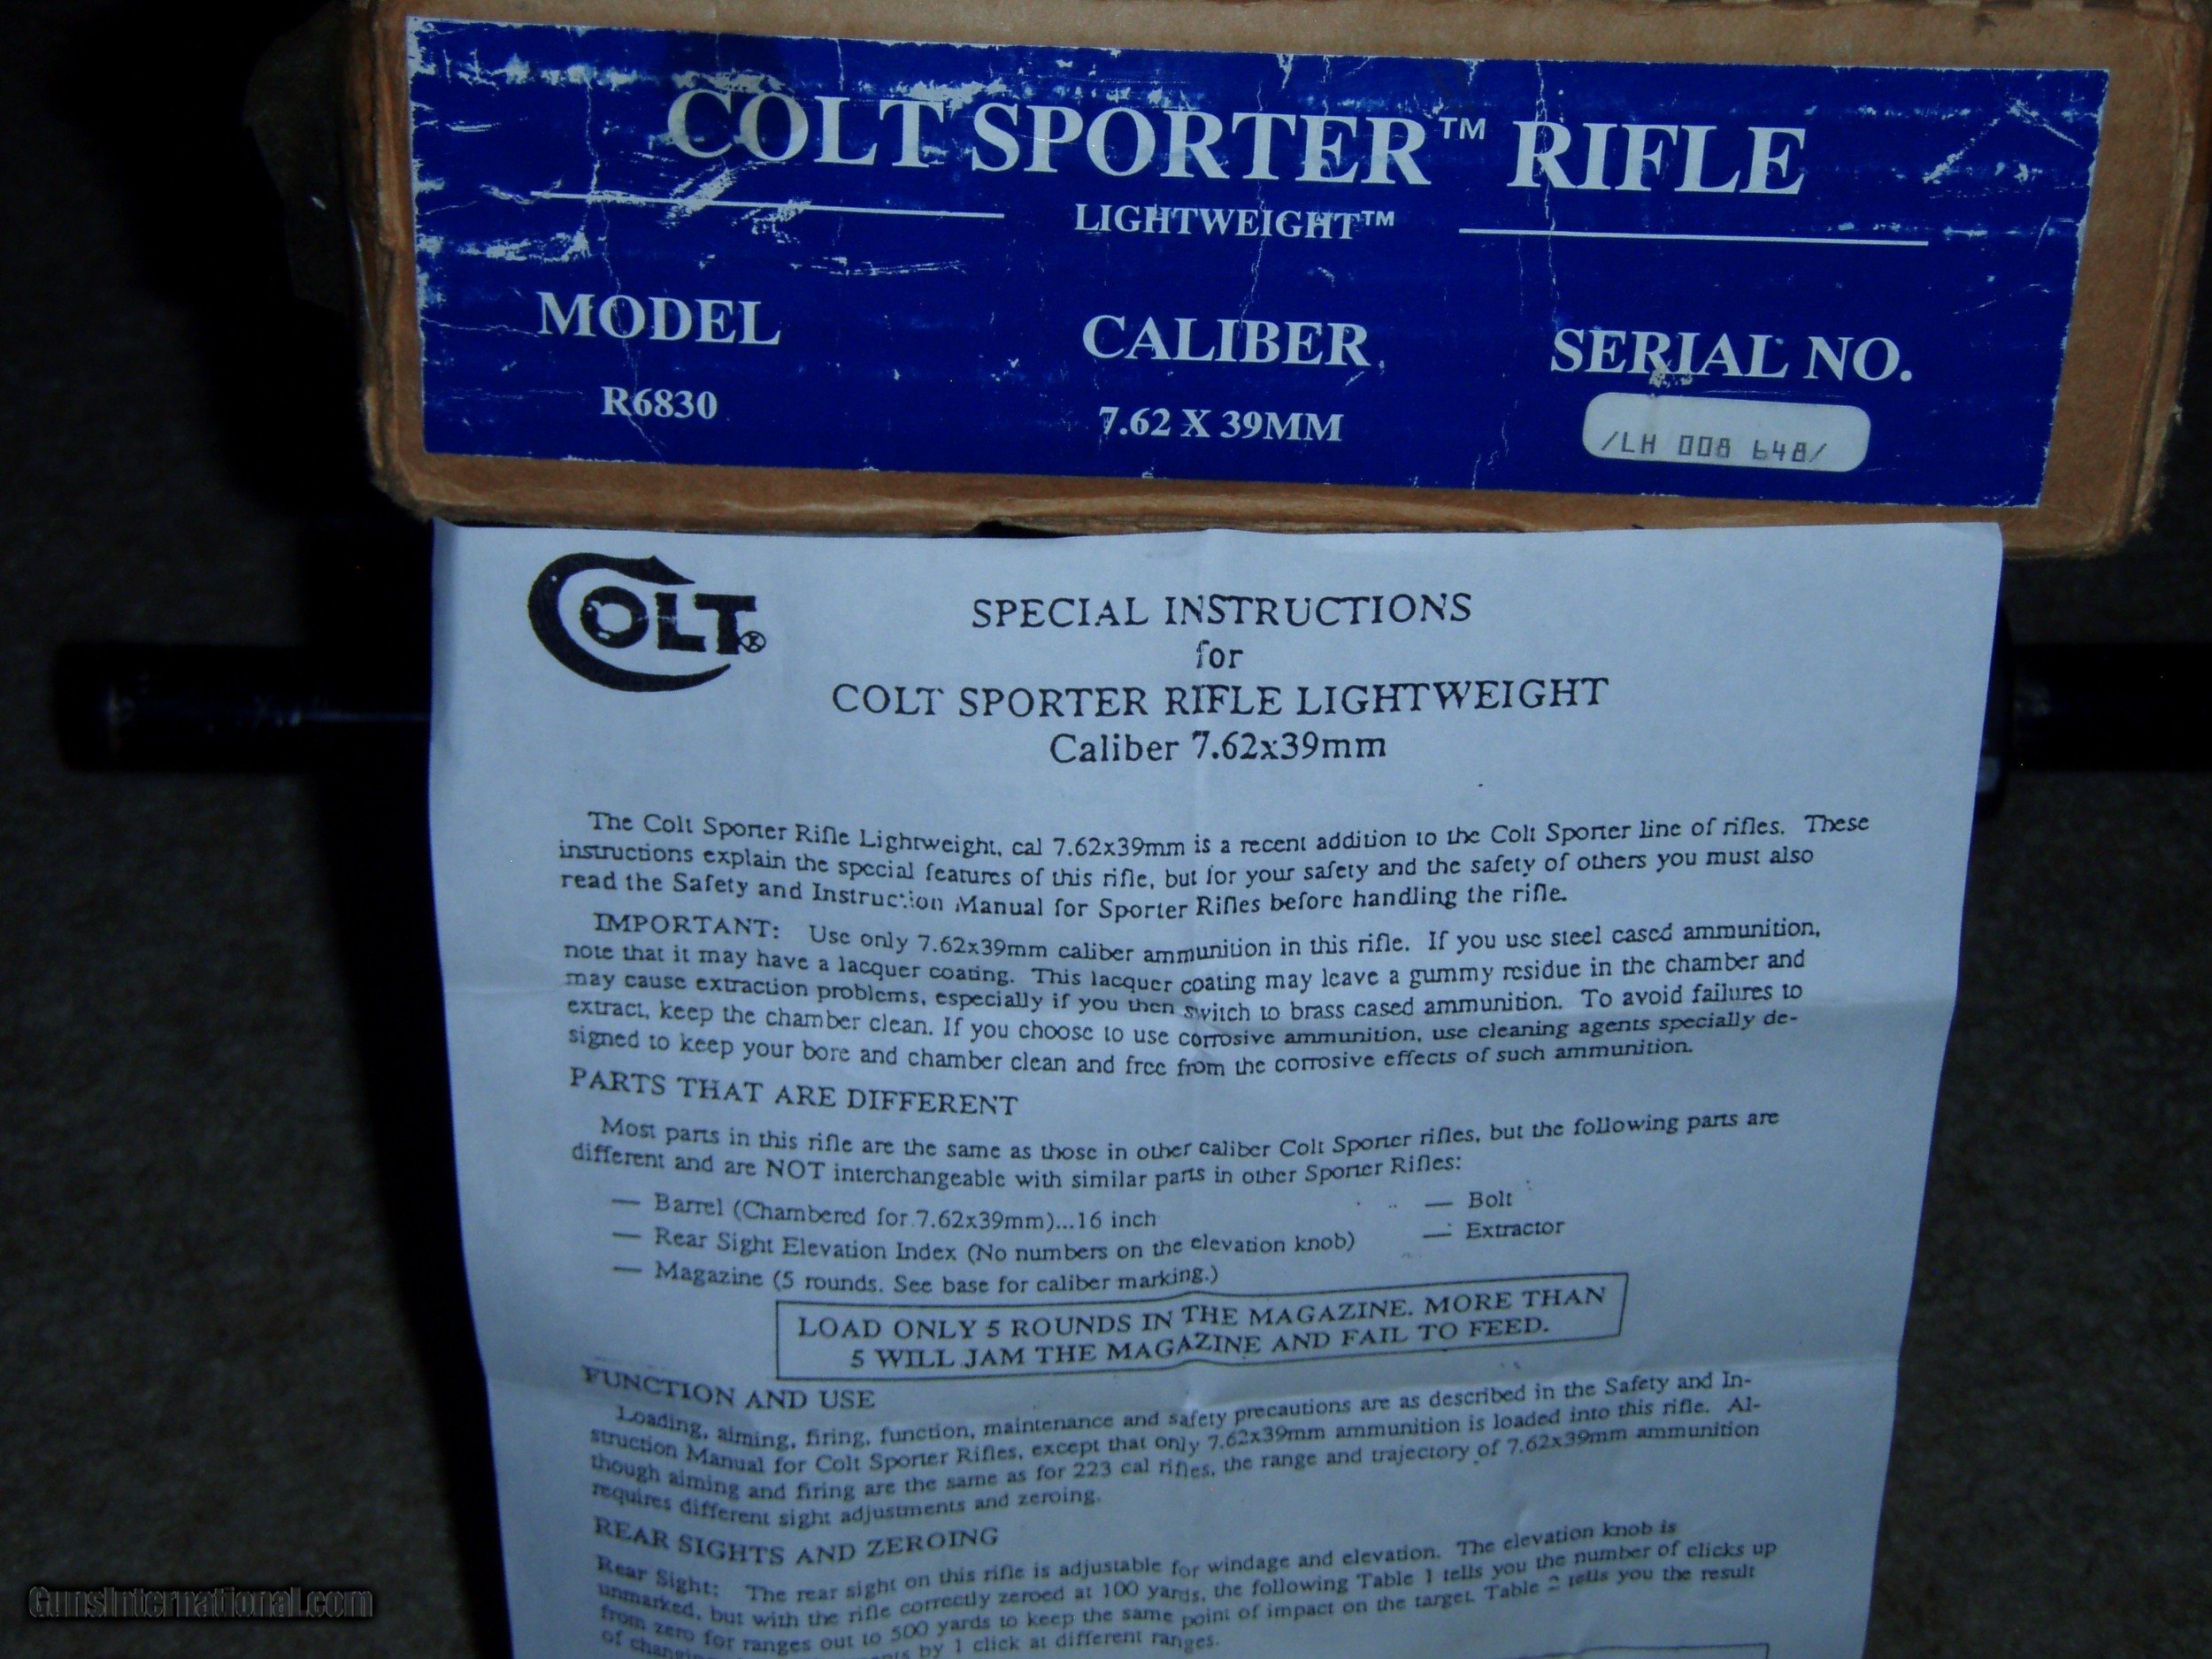 COLT SPORTER™ RIFLE
LIGHTWEIGHT™
MODEL CALIBER SERIAL NO.
R6830 7.62 X 39MM /LH 008 648/
COLT®
SPECIAL INSTRUCTIONS
for
COLT SPORTER RIFLE LIGHTWEIGHT
Caliber 7.62x39mm
The Colt Sporter Rifle Lightweight, cal 7.62x39mm is a recent addition to the Colt Sporter line of rifles. These
instructions explain the special features of this rifle, but for your safety and the safety of others you must also
read the Safety and Instruction Manual for Sporter Rifles before handling the rifle.
IMPORTANT: Use only 7.62x39mm caliber ammunition in this rifle. If you use steel cased ammunition,
note that it may have a lacquer coating. This lacquer coating may leave a gummy residue in the chamber and
may cause extraction problems, especially if you then switch to brass cased ammunition. To avoid failures to
extract, keep the chamber clean. If you choose to use corrosive ammunition, use cleaning agents specially de-
signed to keep your bore and chamber clean and free from the corrosive effects of such ammunition.
PARTS THAT ARE DIFFERENT
Most parts in this rifle are the same as those in other caliber Colt Sporter rifles, but the following parts are
different and are NOT interchangeable with similar parts in other Sporter Rifles:
— Barrel (Chambered for 7.62x39mm)...16 inch — Bolt
— Rear Sight Elevation Index (No numbers on the elevation knob) — Extractor
— Magazine (5 rounds. See base for caliber marking.)
LOAD ONLY 5 ROUNDS IN THE MAGAZINE. MORE THAN
5 WILL JAM THE MAGAZINE AND FAIL TO FEED.
FUNCTION AND USE
Loading, aiming, firing, function, maintenance and safety precautions are as described in the Safety and In-
struction Manual for Colt Sporter Rifles, except that only 7.62x39mm ammunition is loaded into this rifle. Al-
though aiming and firing are the same as for 223 cal rifles, the range and trajectory of 7.62x39mm ammunition
requires different sight adjustments and zeroing.
REAR SIGHTS AND ZEROING
Rear Sight: The rear sight on this rifle is adjustable for windage and elevation. The elevation knob is
unmarked, but with the rifle correctly zeroed at 100 yards, the following Table 1 tells you the number of clicks up
from zero for ranges out to 500 yards to keep the same point of impact on the target. Table 2 tells you the result
of by 1 click at different ranges.
GunsInternational.com